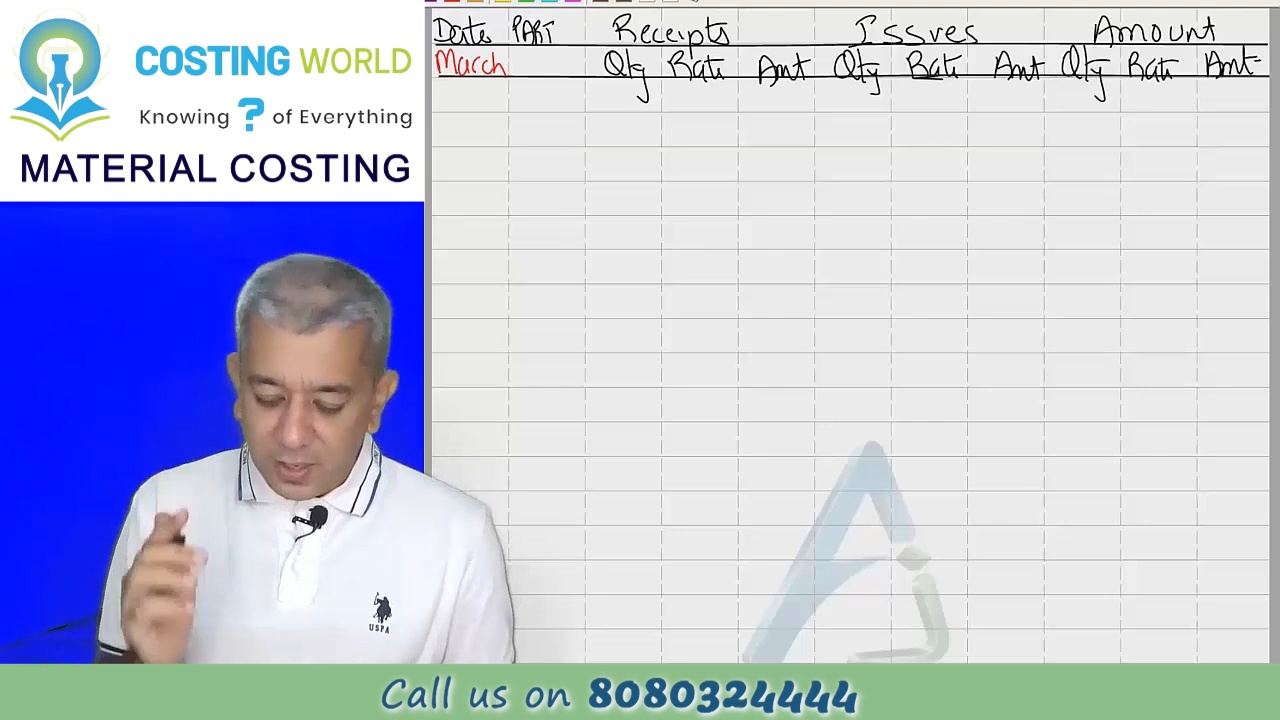 COSTING WORLD
Knowing ? of Everything
MATERIAL COSTING
Date PART Receipts Issues Amount
March Qty Rate Amt Qty Rate Amt Qty Rate Amt
USPA
Call us on 8080324444